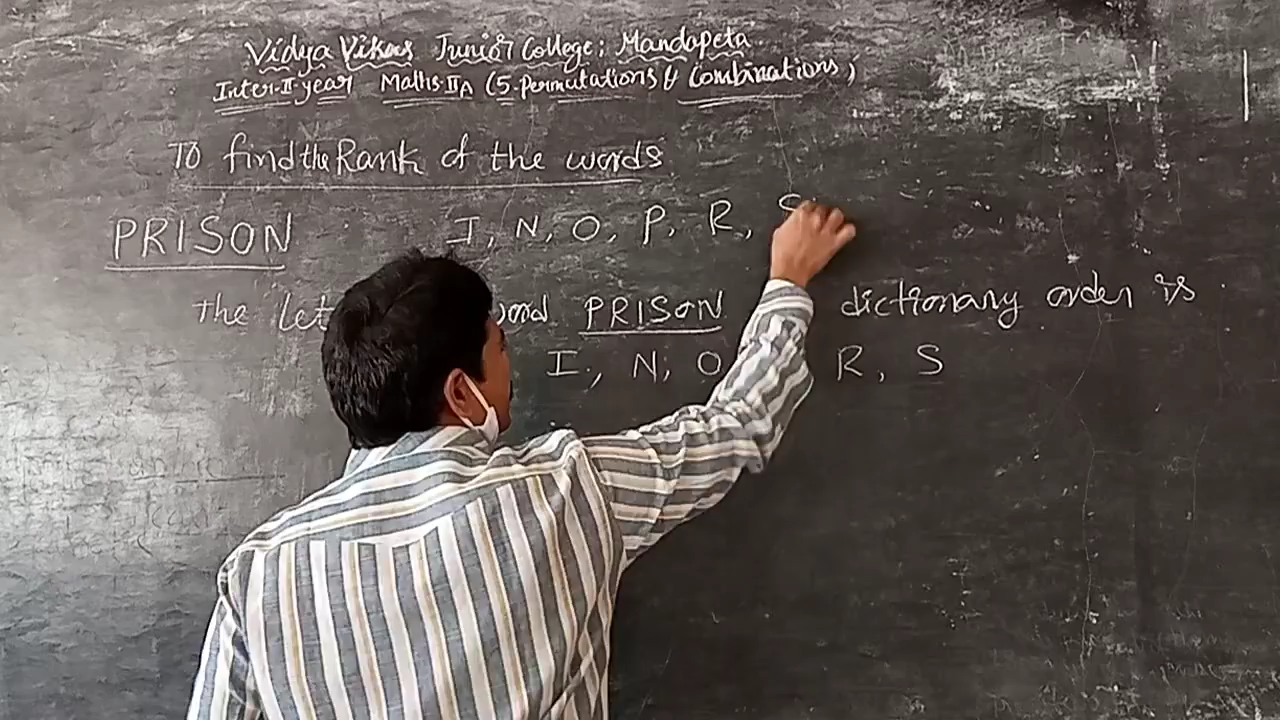 Vidya Vikas Junior College; Mandapeta
Inter-II-year Maths-IIA (5. Permutations & Combinations)
To find the Rank of the words
PRISON I, N, O, P, R, S
the let word PRISON dictionary order is
I, N, O R, S